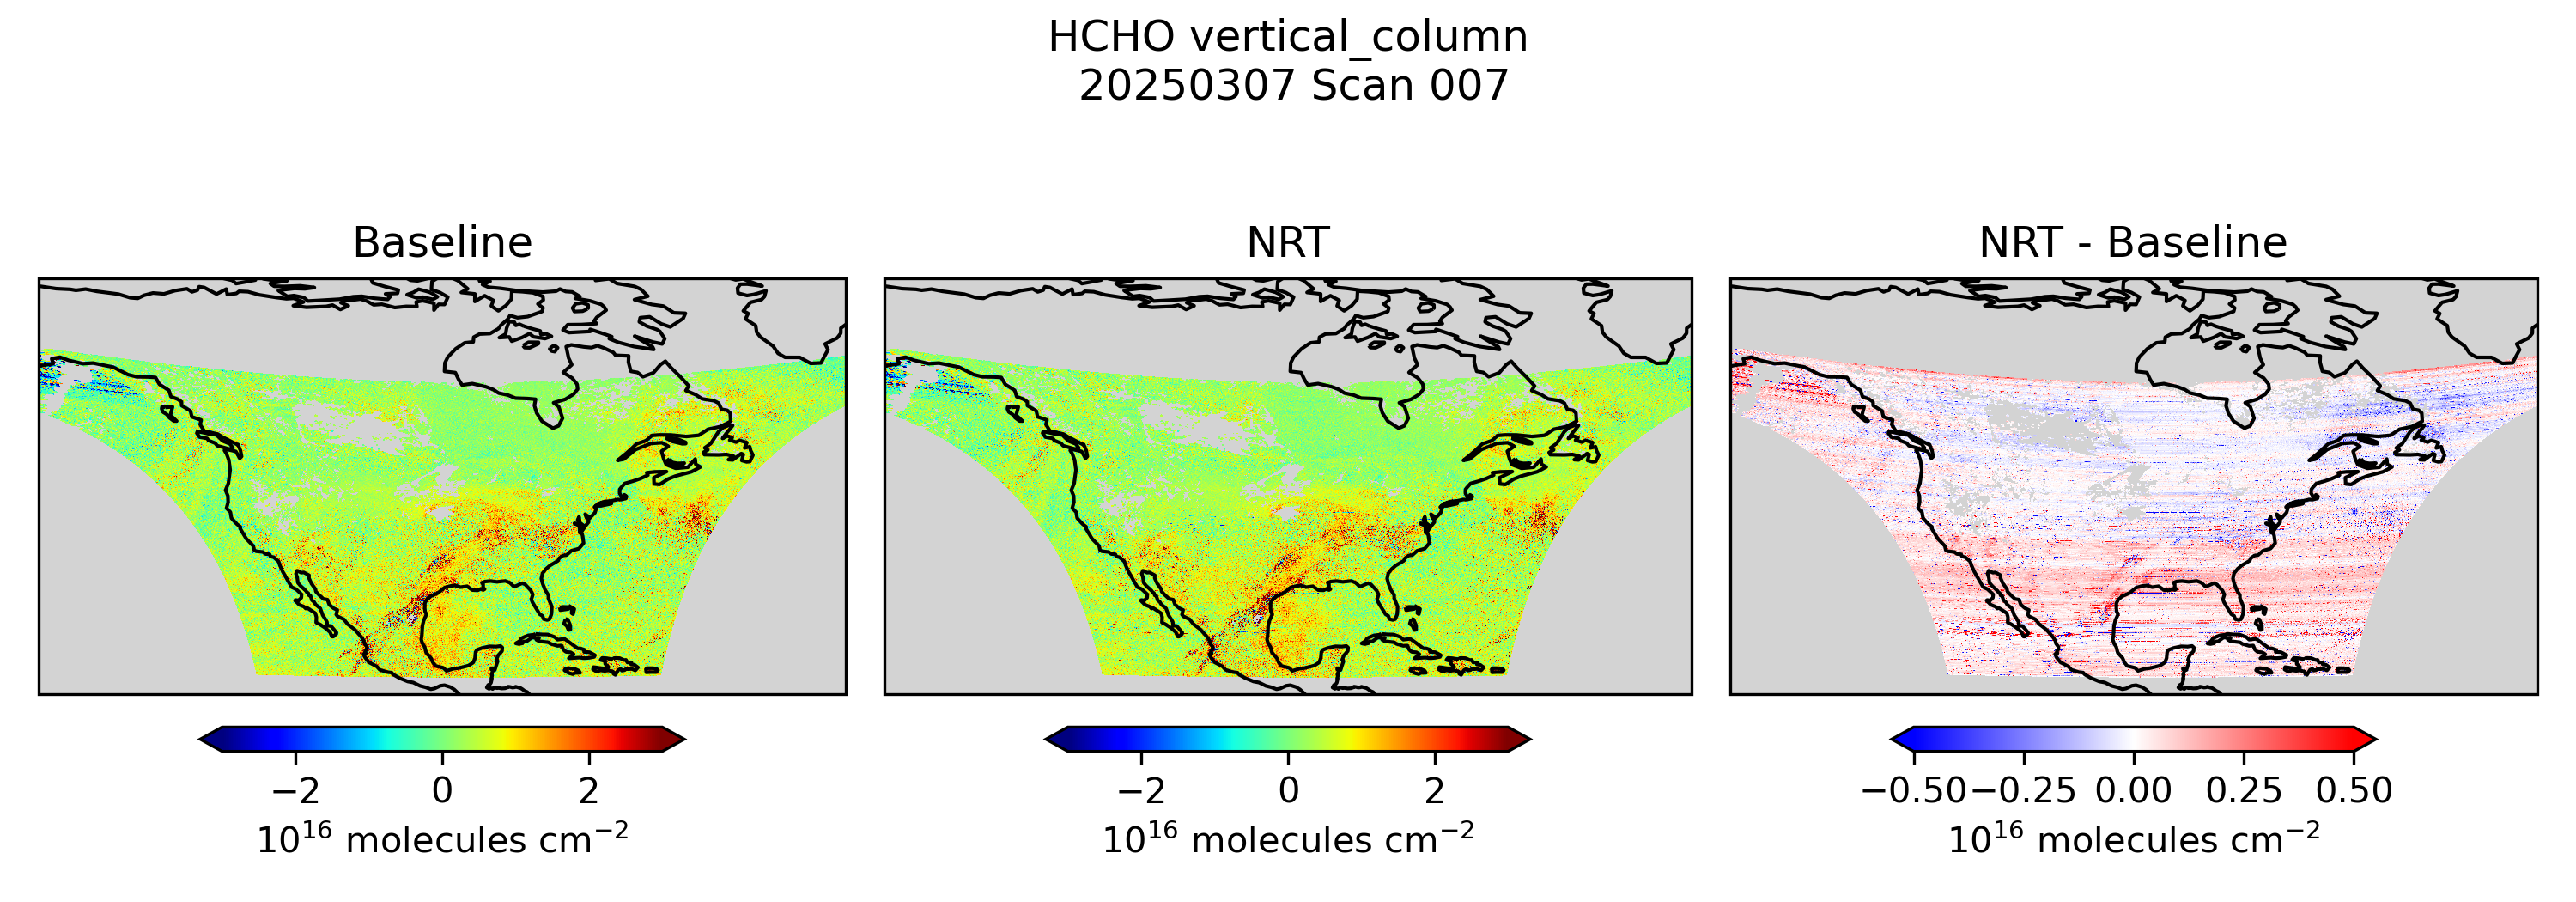 HCHO vertical_column
20250307 Scan 007
Baseline
NRT
NRT - Baseline
−2 0 2
−2 0 2
−0.50 −0.25 0.00 0.25 0.50
10¹⁶ molecules cm⁻²
10¹⁶ molecules cm⁻²
10¹⁶ molecules cm⁻²